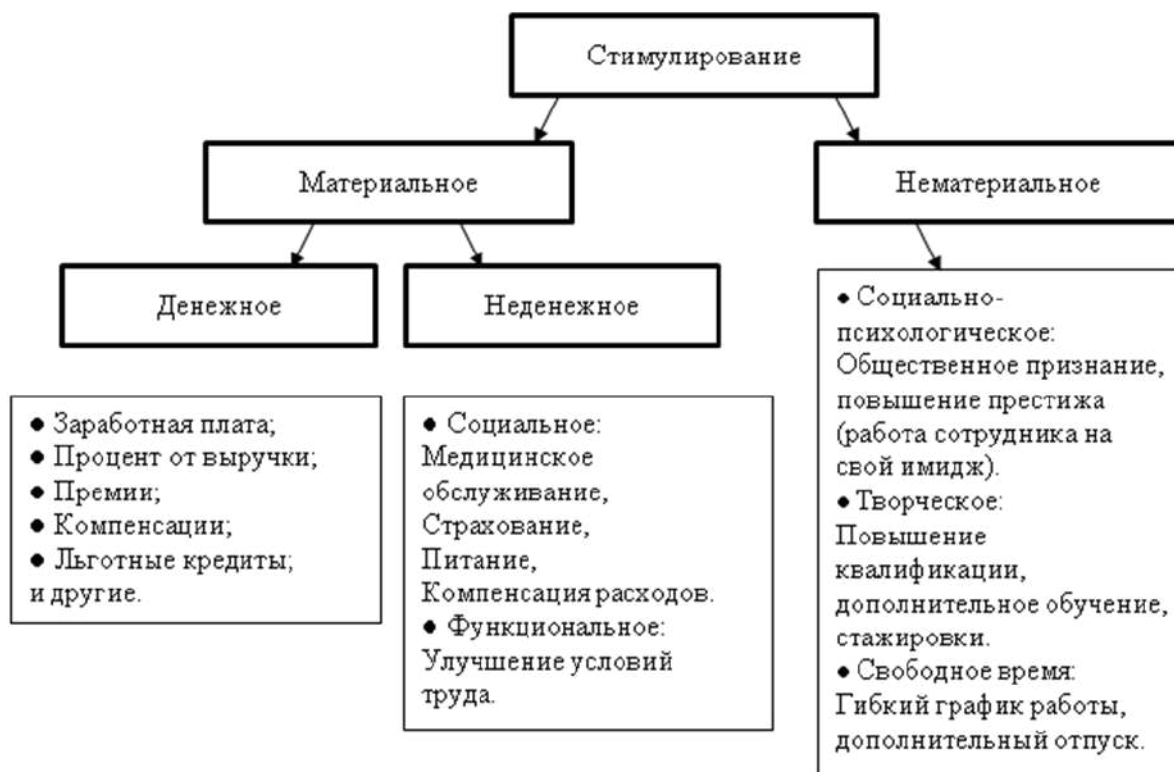 Стимулирование
Материальное
Нематериальное
Денежное
Неденежное
● Заработная плата;
● Процент от выручки;
● Премии;
● Компенсации;
● Льготные кредиты;
и другие.
● Социальное:
Медицинское
обслуживание,
Страхование,
Питание,
Компенсация расходов.
● Функциональное:
Улучшение условий
труда.
● Социально-
психологическое:
Общественное признание,
повышение престижа
(работа сотрудника на
свой имидж).
● Творческое:
Повышение
квалификации,
дополнительное обучение,
стажировки.
● Свободное время:
Гибкий график работы,
дополнительный отпуск.